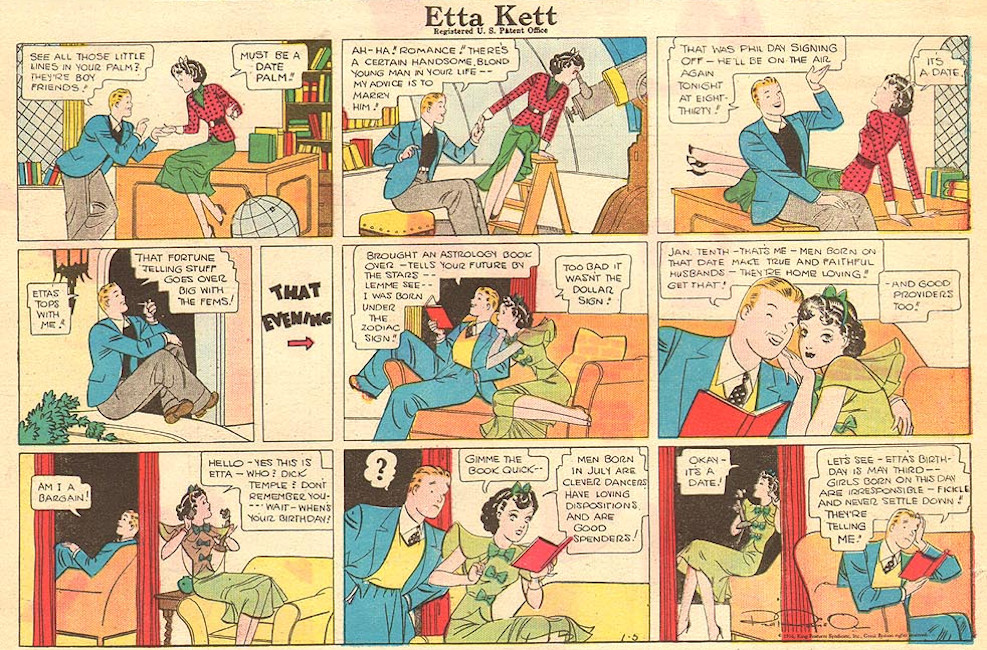 Etta Kett
Registered U. S. Patent Office
SEE ALL THOSE LITTLE
LINES IN YOUR PALM?
THEY'RE BOY
FRIENDS!
MUST BE A
DATE
PALM!!
AH-HA! ROMANCE! THERE'S
A CERTAIN HANDSOME, BLOND
YOUNG MAN IN YOUR LIFE --
MY ADVICE IS TO
MARRY
HIM!
THAT WAS PHIL DAY SIGNING
OFF - HE'LL BE ON THE AIR
AGAIN
TONIGHT
AT EIGHT-
THIRTY!
IT'S
A DATE.
ETTA'S
TOPS
WITH
ME!
THAT FORTUNE
TELLING STUFF
GOES OVER
BIG WITH
THE FEMS!
THAT
EVENING
BROUGHT AN ASTROLOGY BOOK
OVER - TELLS YOUR FUTURE BY
THE STARS --
LEMME SEE --
I WAS BORN
UNDER
THE
ZODIAC
SIGN!
TOO BAD IT
WASN'T THE
DOLLAR
SIGN!
JAN. TENTH - THAT'S ME - MEN BORN ON
THAT DATE MAKE TRUE AND FAITHFUL
HUSBANDS - THEY'RE HOME LOVING!
GET THAT!
-AND GOOD
PROVIDERS
TOO!
AM I A
BARGAIN!
HELLO - YES THIS IS
ETTA - WHO? DICK
TEMPLE? DON'T
REMEMBER YOU-
--- WAIT - WHEN'S
YOUR BIRTHDAY?
?
GIMME THE
BOOK QUICK--
MEN BORN
IN JULY ARE
CLEVER DANCERS
HAVE LOVING
DISPOSITIONS,
AND ARE
GOOD
SPENDERS!
1-5
OKAY-
IT'S A
DATE!
LET'S SEE - ETTA'S BIRTH-
DAY IS MAY THIRD --
GIRLS BORN ON THIS DAY
ARE IRRESPONSIBLE - FICKLE
AND NEVER SETTLE DOWN!
THEY'RE
TELLING
ME!
King Features Syndicate, Inc., Great Britain rights reserved